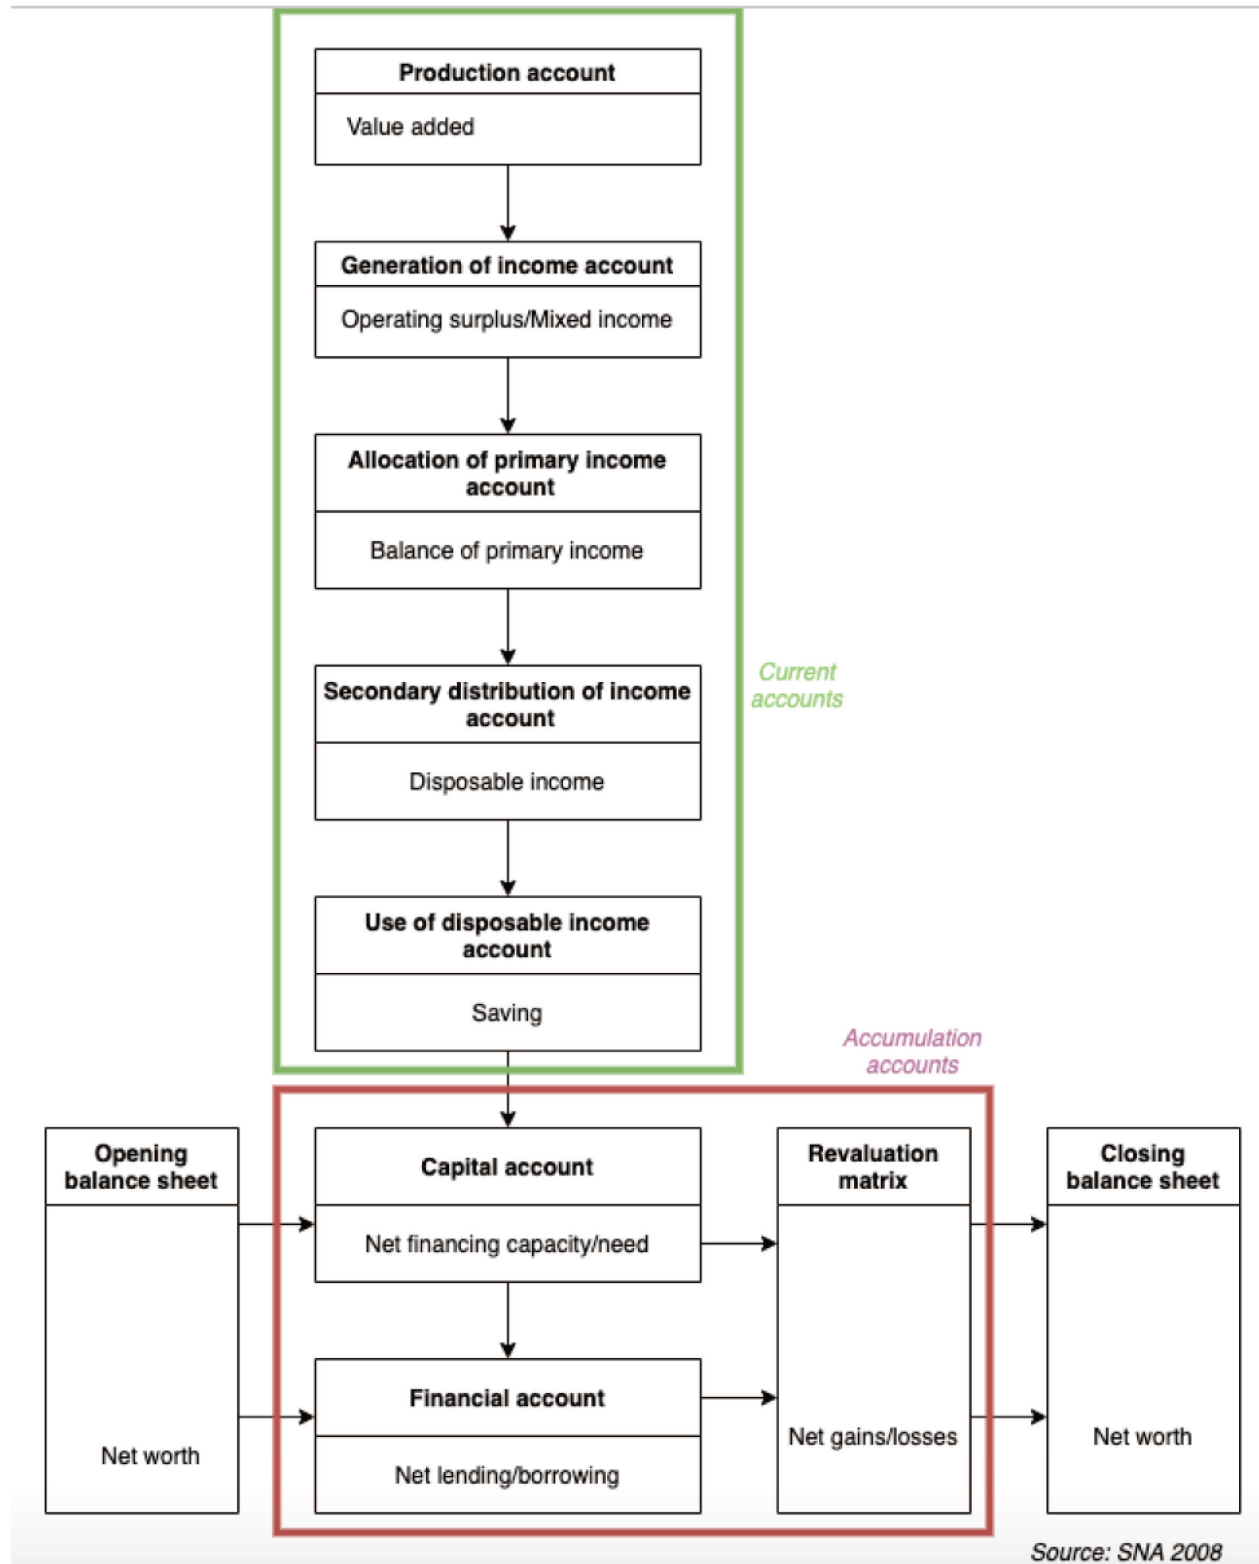 Production account
Value added
Generation of income account
Operating surplus/Mixed income
Allocation of primary income
account
Balance of primary income
Secondary distribution of income
account
Disposable income
Current
accounts
Use of disposable income
account
Saving
Accumulation
accounts
Opening
balance sheet
Net worth
Capital account
Net financing capacity/need
Financial account
Net lending/borrowing
Revaluation
matrix
Net gains/losses
Closing
balance sheet
Net worth
Source: SNA 2008